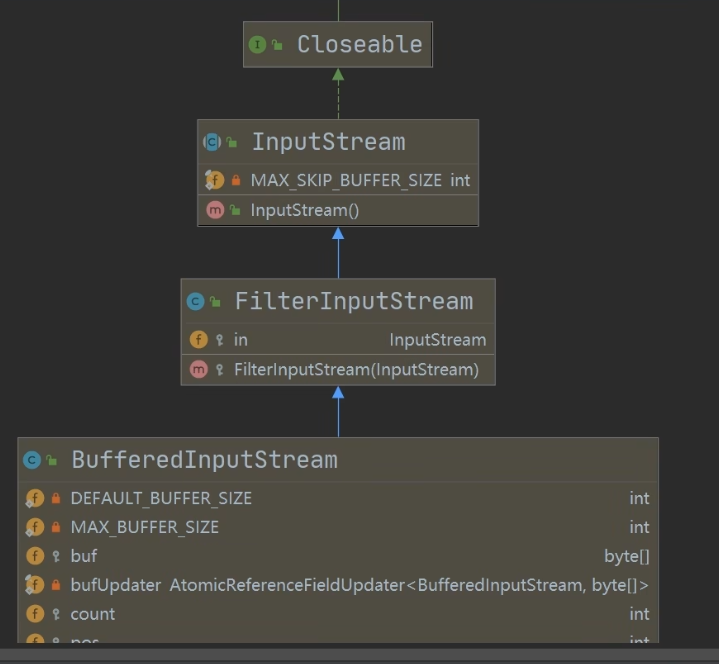 Closeable
InputStream
MAX_SKIP_BUFFER_SIZE int
InputStream()
FilterInputStream
in InputStream
FilterInputStream(InputStream)
BufferedInputStream
DEFAULT_BUFFER_SIZE int
MAX_BUFFER_SIZE int
buf byte[]
bufUpdater AtomicReferenceFieldUpdater<BufferedInputStream, byte[]>
count int
pos int